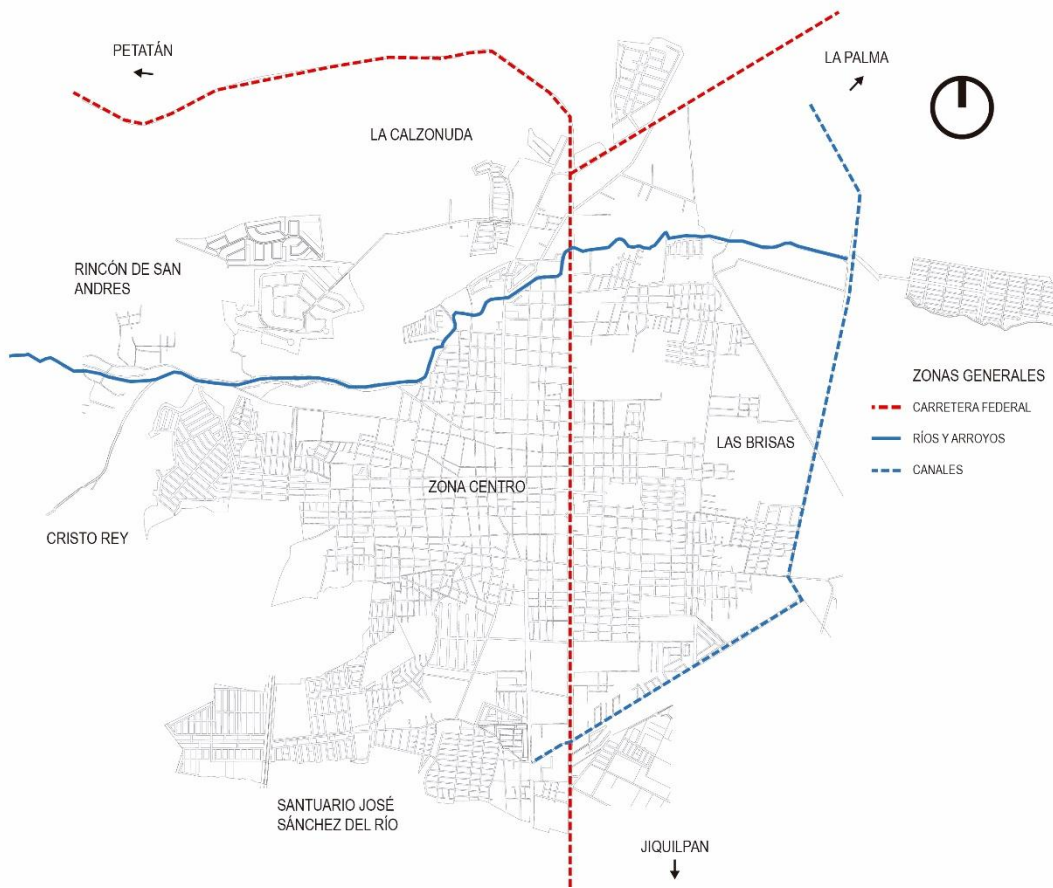 PETATÁN
LA PALMA
LA CALZONUDA
RINCÓN DE SAN
ANDRES
ZONAS GENERALES
CARRETERA FEDERAL
RÍOS Y ARROYOS
CANALES
LAS BRISAS
ZONA CENTRO
CRISTO REY
SANTUARIO JOSÉ
SÁNCHEZ DEL RÍO
JIQUILPAN